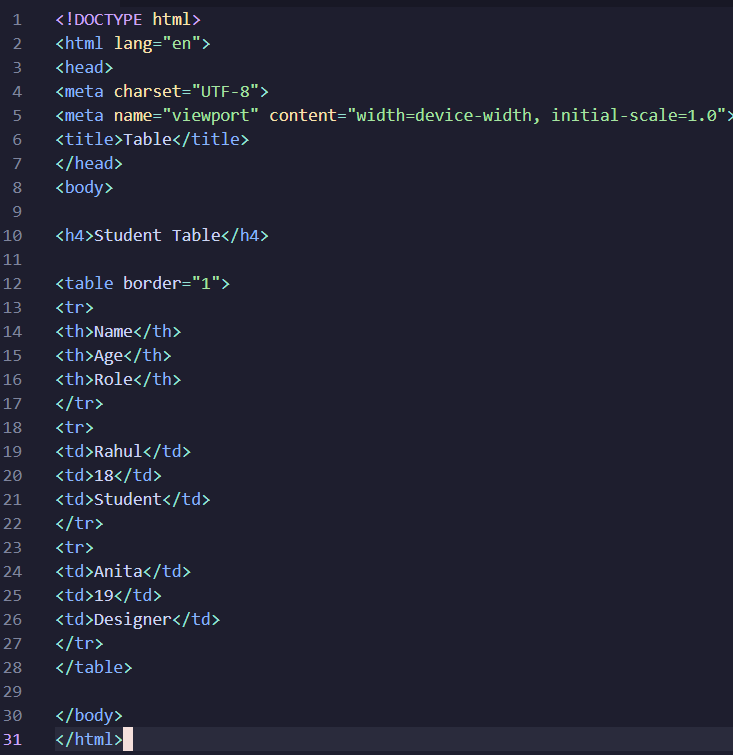 1 <!DOCTYPE html>
2 <html lang="en">
3 <head>
4 <meta charset="UTF-8">
5 <meta name="viewport" content="width=device-width, initial-scale=1.0">
6 <title>Table</title>
7 </head>
8 <body>
9
10 <h4>Student Table</h4>
11
12 <table border="1">
13 <tr>
14 <th>Name</th>
15 <th>Age</th>
16 <th>Role</th>
17 </tr>
18 <tr>
19 <td>Rahul</td>
20 <td>18</td>
21 <td>Student</td>
22 </tr>
23 <tr>
24 <td>Anita</td>
25 <td>19</td>
26 <td>Designer</td>
27 </tr>
28 </table>
29
30 </body>
31 </html>